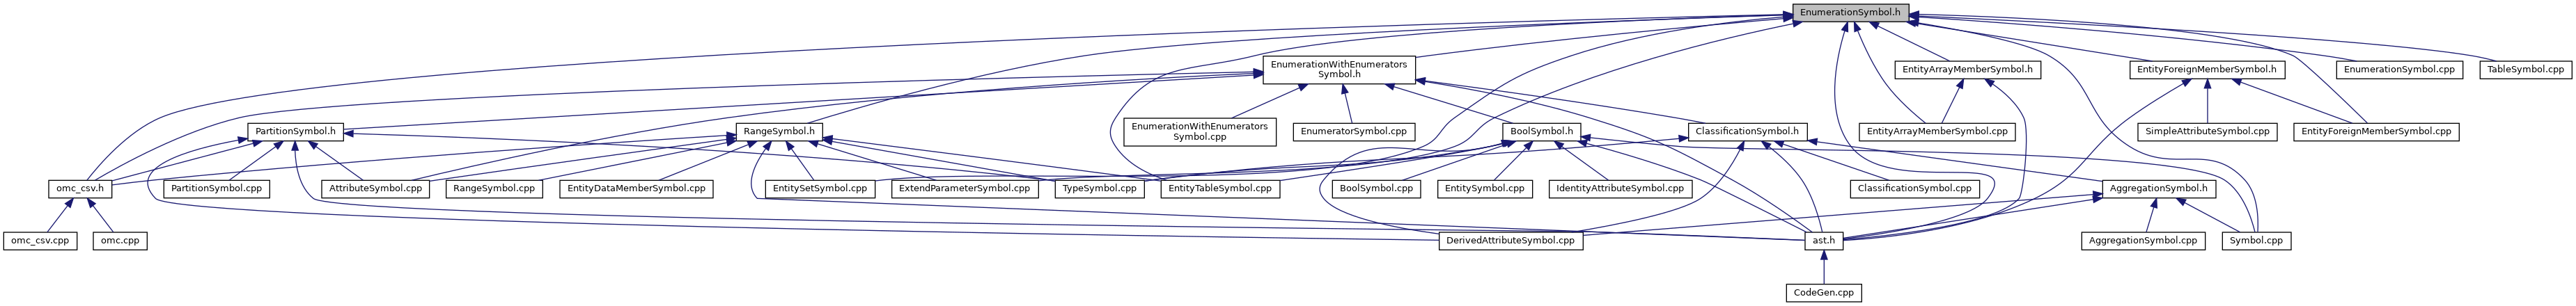 EnumerationSymbol.h
EnumerationWithEnumerators
Symbol.h
EntityArrayMemberSymbol.h
EntityForeignMemberSymbol.h
EnumerationSymbol.cpp
TableSymbol.cpp
PartitionSymbol.h
RangeSymbol.h
EnumerationWithEnumerators
Symbol.cpp
EnumeratorSymbol.cpp
BoolSymbol.h
ClassificationSymbol.h
EntityArrayMemberSymbol.cpp
SimpleAttributeSymbol.cpp
EntityForeignMemberSymbol.cpp
omc_csv.h
PartitionSymbol.cpp
AttributeSymbol.cpp
RangeSymbol.cpp
EntityDataMemberSymbol.cpp
EntitySetSymbol.cpp
ExtendParameterSymbol.cpp
TypeSymbol.cpp
EntityTableSymbol.cpp
BoolSymbol.cpp
EntitySymbol.cpp
IdentityAttributeSymbol.cpp
ClassificationSymbol.cpp
AggregationSymbol.h
omc_csv.cpp
omc.cpp
DerivedAttributeSymbol.cpp
ast.h
AggregationSymbol.cpp
Symbol.cpp
CodeGen.cpp